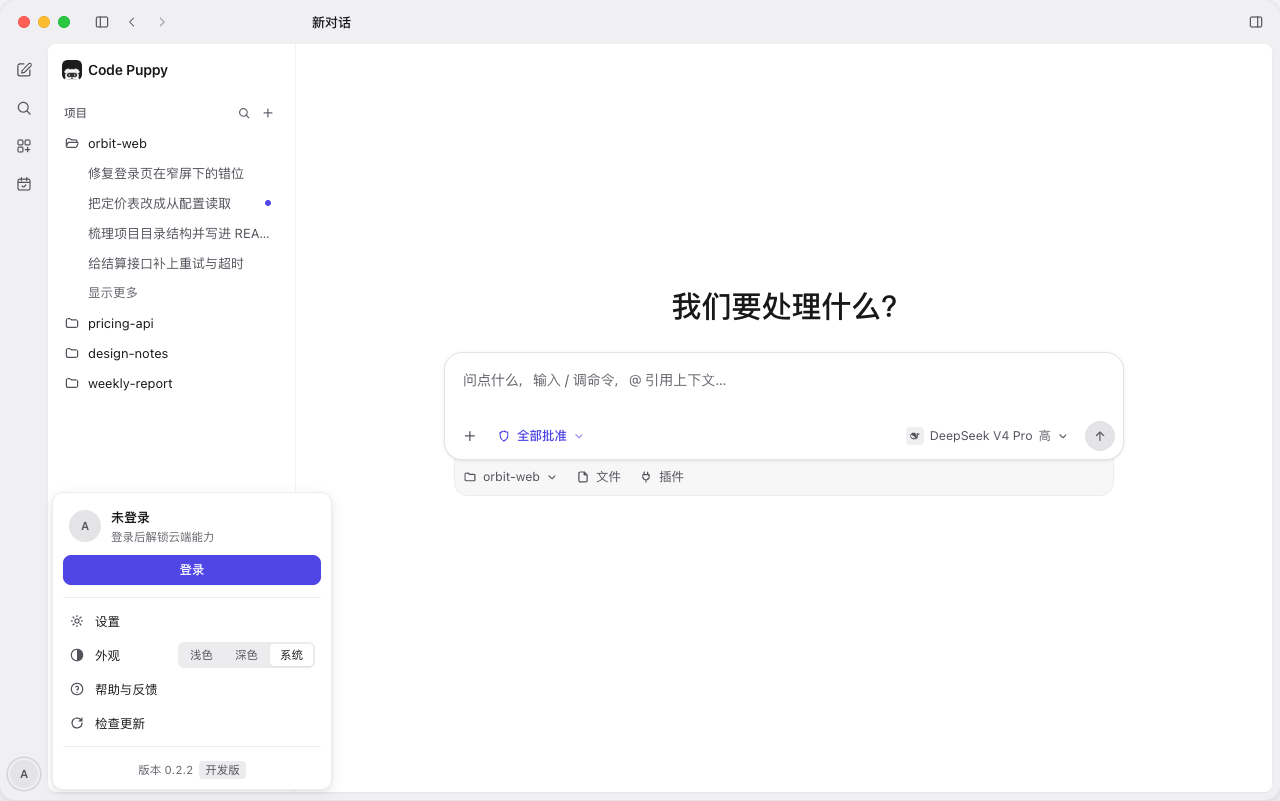 新对话
Code Puppy
项目
orbit-web
修复登录页在窄屏下的错位
把定价表改成从配置读取
梳理项目目录结构并写进 REA...
给结算接口补上重试与超时
显示更多
pricing-api
design-notes
weekly-report
我们要处理什么?
问点什么，输入 / 调命令，@ 引用上下文...
全部批准
DeepSeek V4 Pro 高
orbit-web
文件
插件
A
未登录
登录后解锁云端能力
登录
设置
外观
浅色 深色 系统
帮助与反馈
检查更新
版本 0.2.2 开发版
A